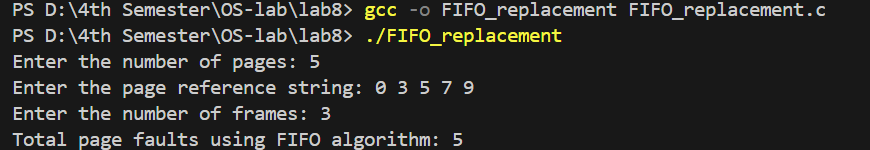 PS D:\4th Semester\OS-lab\lab8> gcc -o FIFO_replacement FIFO_replacement.c
PS D:\4th Semester\OS-lab\lab8> ./FIFO_replacement
Enter the number of pages: 5
Enter the page reference string: 0 3 5 7 9
Enter the number of frames: 3
Total page faults using FIFO algorithm: 5